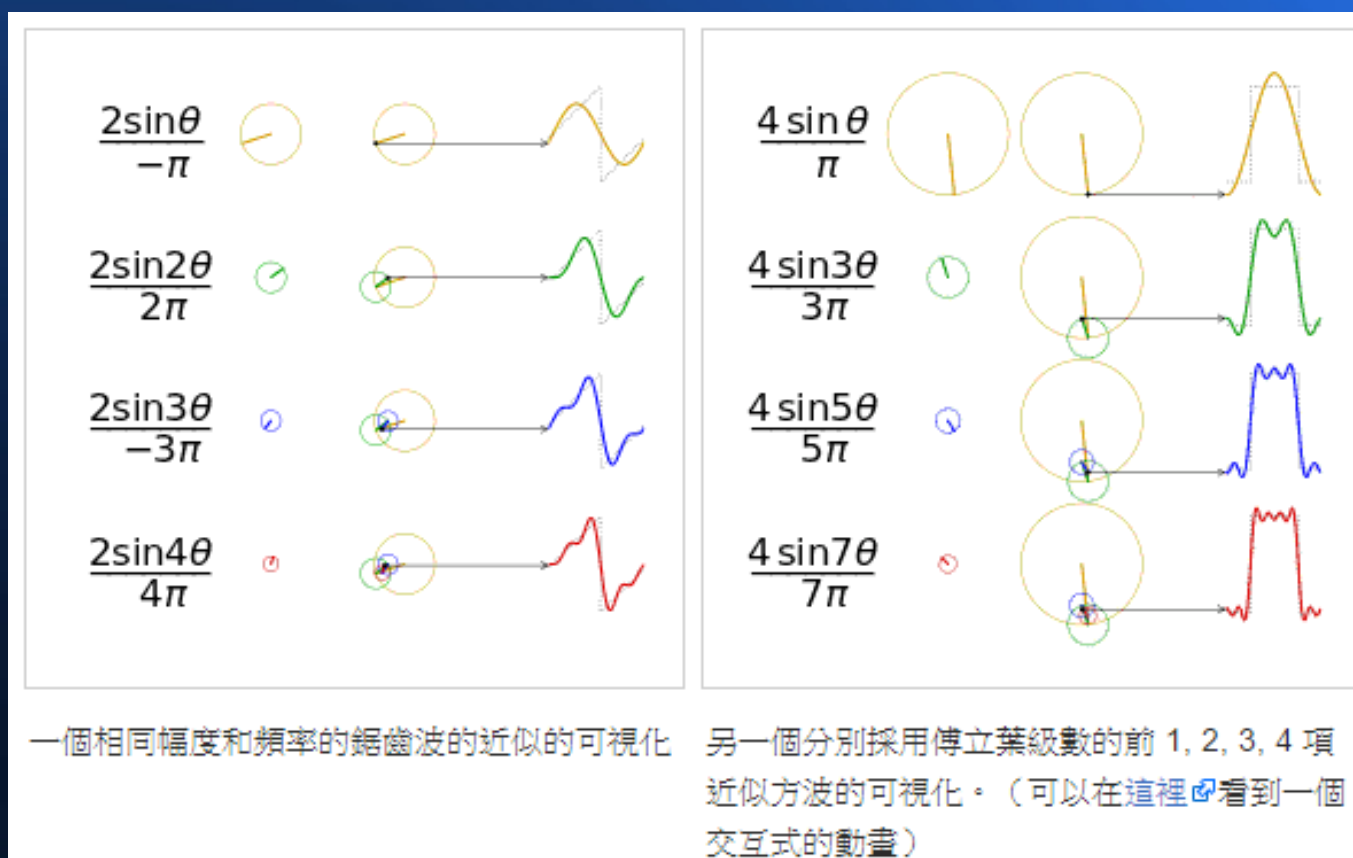 2sinθ
-π
2sin2θ
2π
2sin3θ
-3π
2sin4θ
4π
4 sin θ
π
4 sin3θ
3π
4 sin5θ
5π
4 sin7θ
7π
一個相同幅度和頻率的鋸齒波的近似的可視化
另一個分別採用傅立葉級數的前 1, 2, 3, 4 項
近似方波的可視化。（可以在這裡看到一個
交互式的動畫）